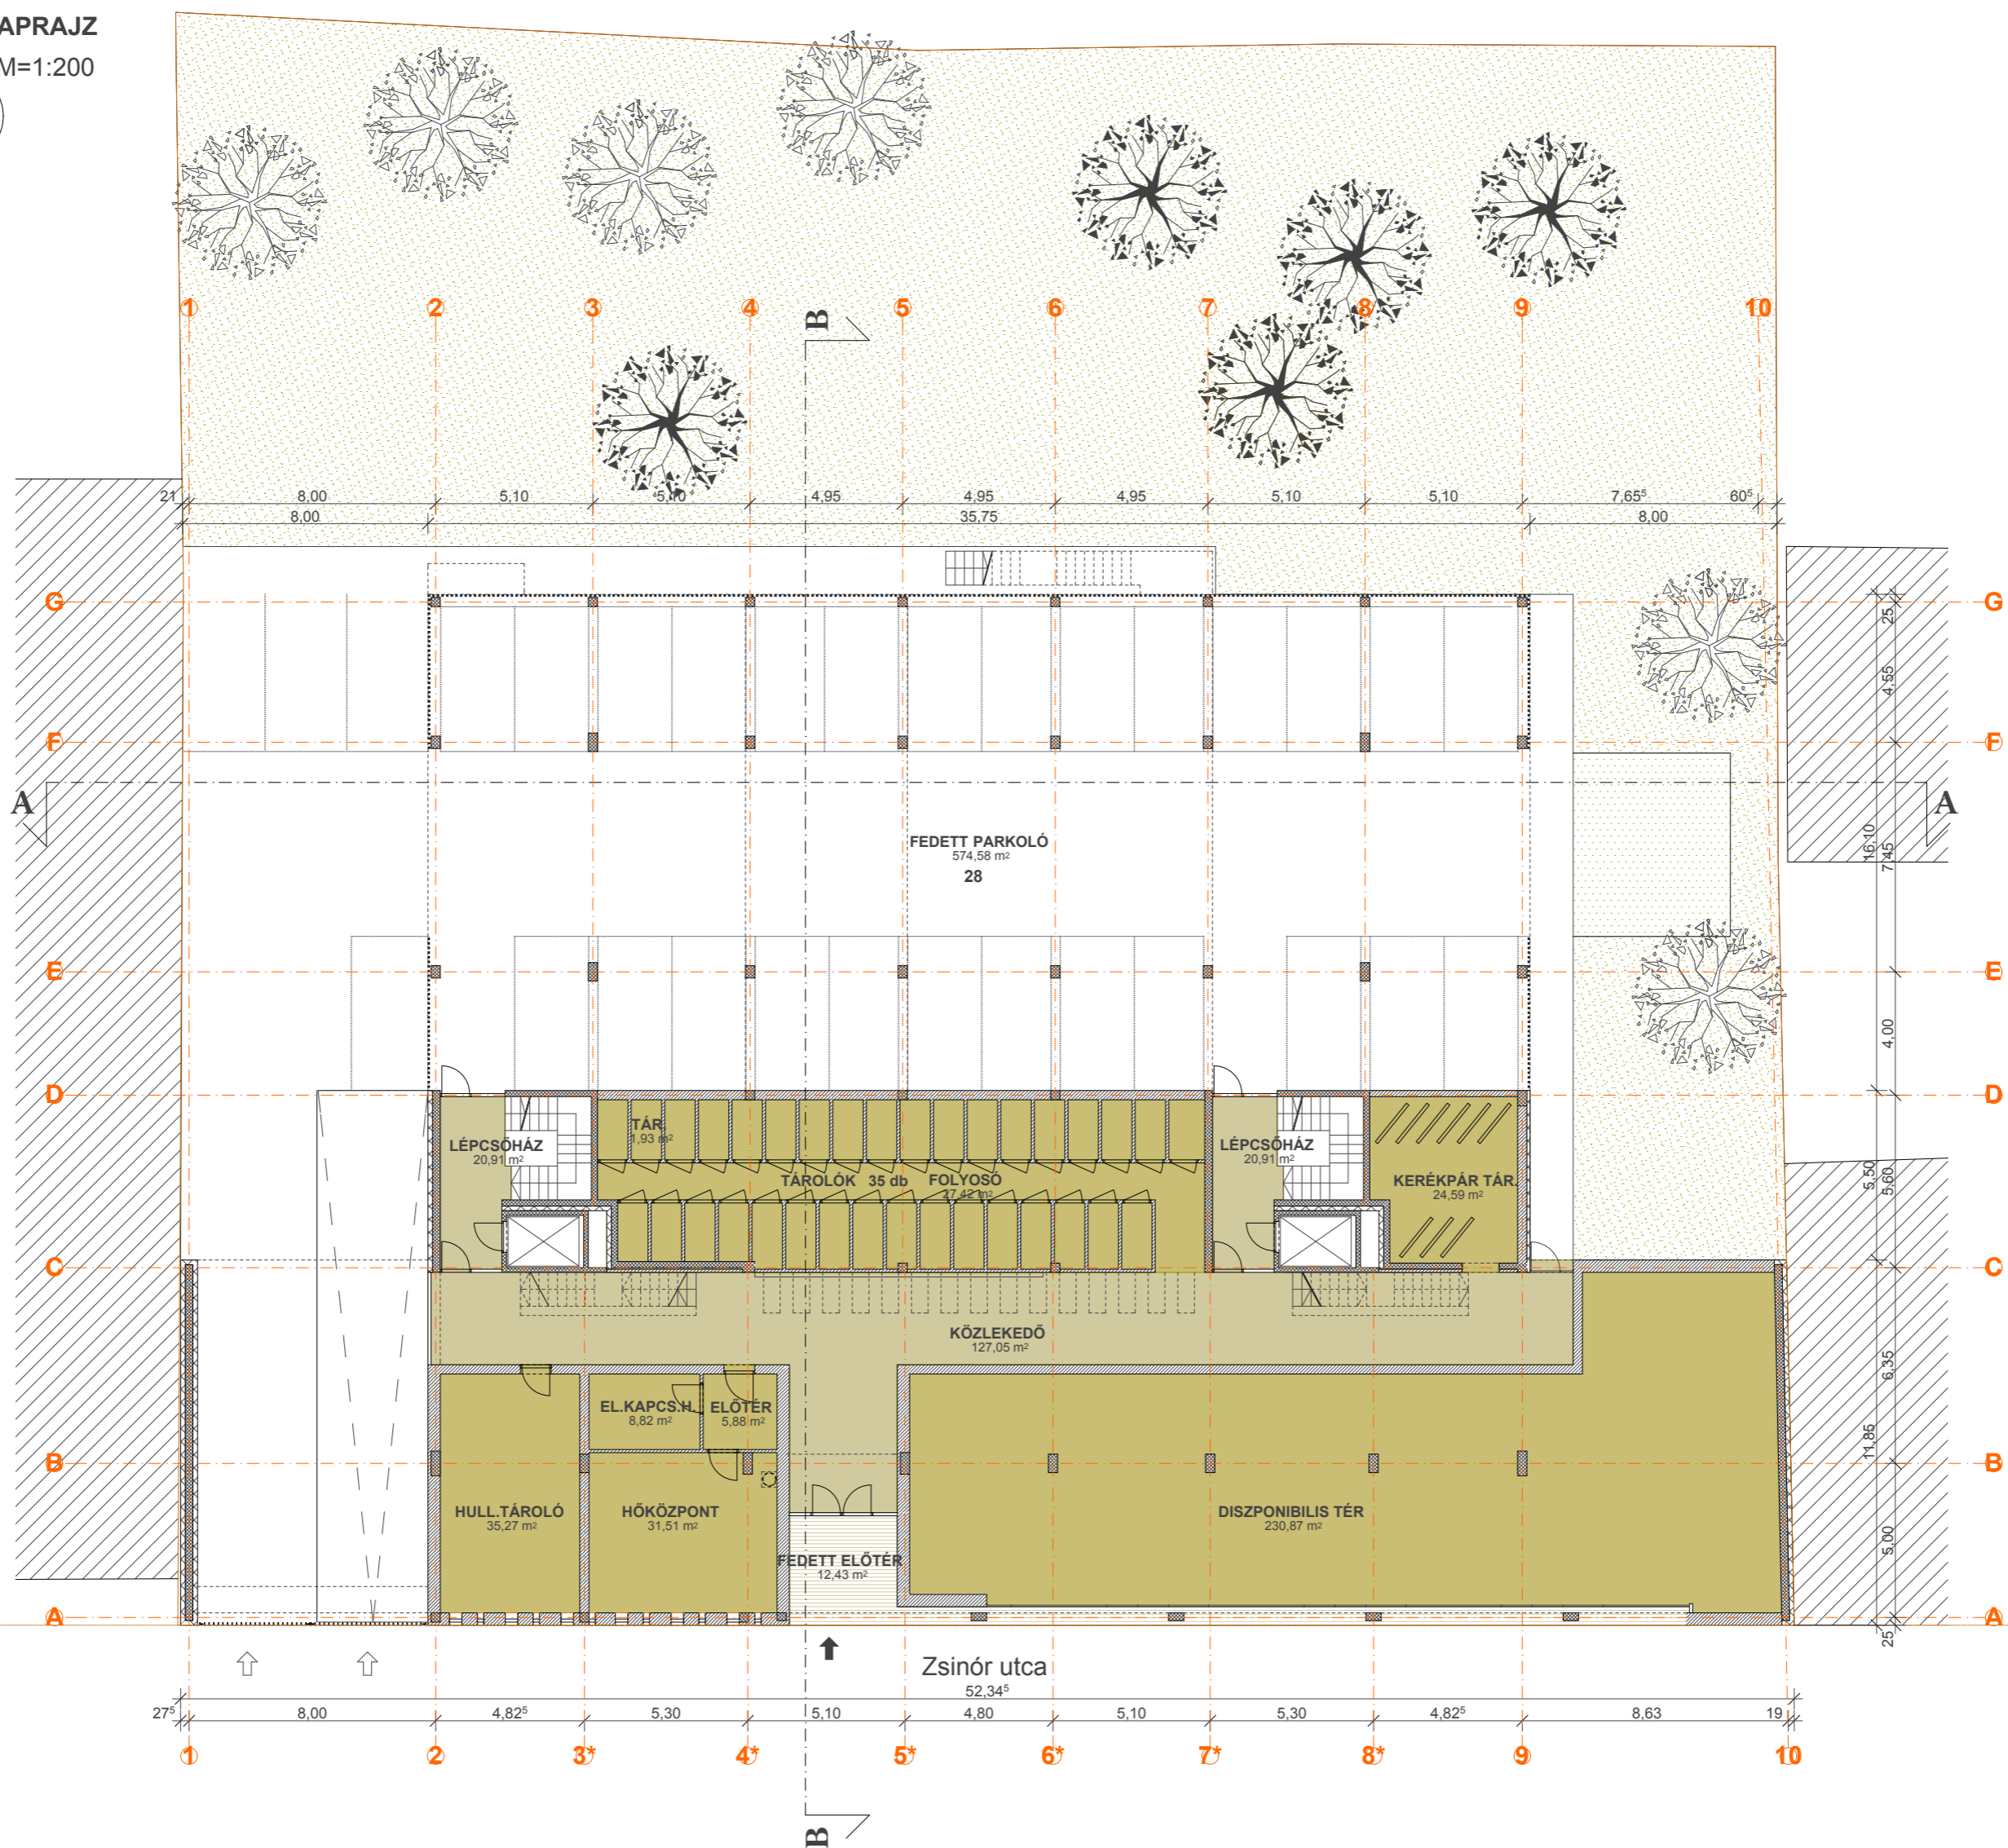 APRAJZ
M=1:200
1 2 3 4 5 6 7 8 9 10
B
21 8,00 5,10 5,10 4,95 4,95 4,95 5,10 5,10 7,65⁵ 60⁵
8,00 35,75 8,00
G G
25
4,55
F F
A A
FEDETT PARKOLÓ
574,58 m²
28
16,10
7,45
E E
4,00
D D
TÁR.
1,93 m²
LÉPCSŐHÁZ
20,91 m²
TÁROLÓK 35 db FOLYOSÓ
27,42 m²
LÉPCSŐHÁZ
20,91 m²
KERÉKPÁR TÁR.
24,59 m²
5,50
5,60
C C
KÖZLEKEDŐ
127,05 m²
6,35
EL.KAPCS.H.
8,82 m²
ELŐTÉR
5,88 m²
11,85
B B
HULL.TÁROLÓ
35,27 m²
HŐKÖZPONT
31,51 m²
DISZPONIBILIS TÉR
230,87 m²
5,00
FEDETT ELŐTÉR
12,43 m²
A A
25
Zsinór utca
52,34⁵
27⁵ 8,00 4,82⁵ 5,30 5,10 4,80 5,10 5,30 4,82⁵ 8,63 19
1 2 3* 4* 5* 6* 7* 8* 9 10
B